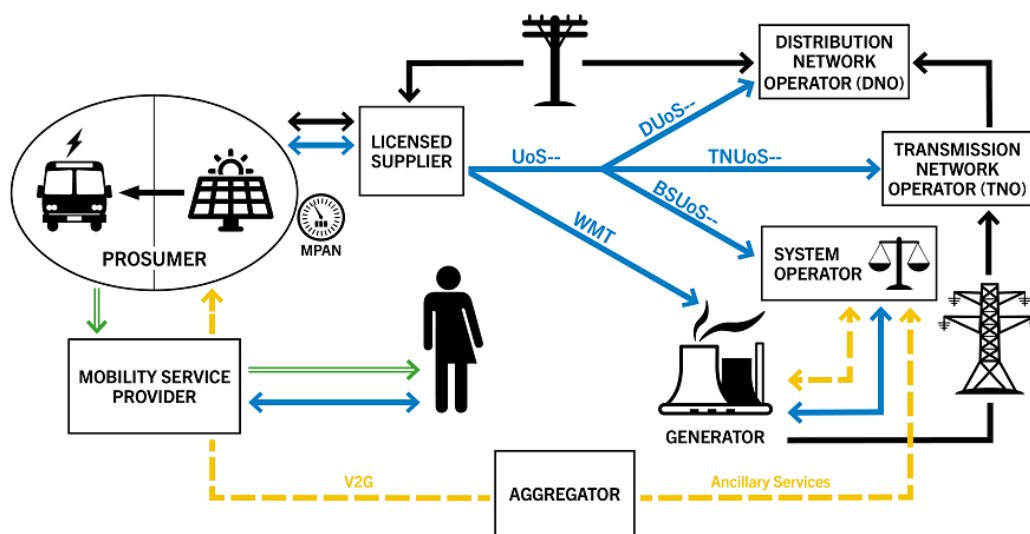 DISTRIBUTION
NETWORK
OPERATOR (DNO)
LICENSED
SUPPLIER
DUoS--
UoS--
TNUoS--
TRANSMISSION
NETWORK
OPERATOR (TNO)
BSUoS--
WMT
PROSUMER
MPAN
SYSTEM
OPERATOR
MOBILITY SERVICE
PROVIDER
GENERATOR
V2G
AGGREGATOR
Ancillary Services